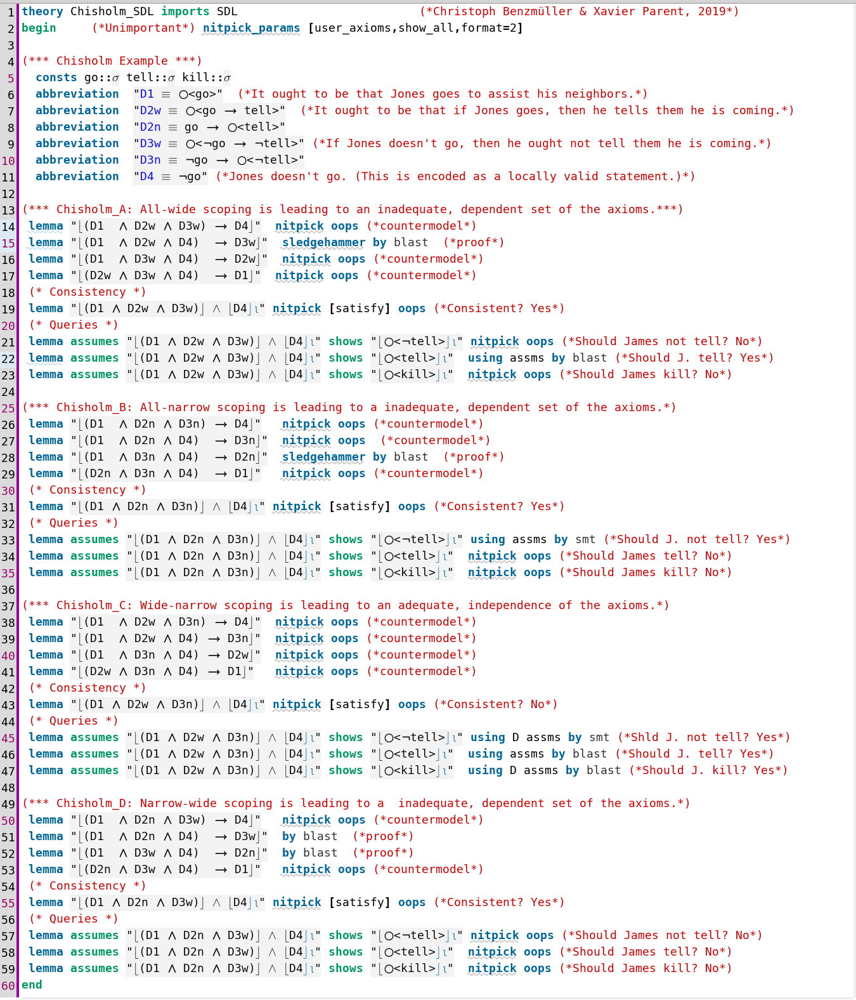 1 theory Chisholm_SDL imports SDL (*Christoph Benzmüller & Xavier Parent, 2019*)
2 begin (*Unimportant*) nitpick_params [user_axioms,show_all,format=2]
3
4 (*** Chisholm Example ***)
5 consts go::σ tell::σ kill::σ
6 abbreviation "D1 ≡ ◯<go>" (*It ought to be that Jones goes to assist his neighbors.*)
7 abbreviation "D2w ≡ ◯<go ⟶ tell>" (*It ought to be that if Jones goes, then he tells them he is coming.*)
8 abbreviation "D2n ≡ go ⟶ ◯<tell>"
9 abbreviation "D3w ≡ ◯<¬go ⟶ ¬tell>" (*If Jones doesn't go, then he ought not tell them he is coming.*)
10 abbreviation "D3n ≡ ¬go ⟶ ◯<¬tell>"
11 abbreviation "D4 ≡ ¬go" (*Jones doesn't go. (This is encoded as a locally valid statement.)*)
12
13 (*** Chisholm_A: All-wide scoping is leading to an inadequate, dependent set of the axioms.***)
14 lemma "⌊(D1 ∧ D2w ∧ D3w) ⟶ D4⌋" nitpick oops (*countermodel*)
15 lemma "⌊(D1 ∧ D2w ∧ D4) ⟶ D3w⌋" sledgehammer by blast (*proof*)
16 lemma "⌊(D1 ∧ D3w ∧ D4) ⟶ D2w⌋" nitpick oops (*countermodel*)
17 lemma "⌊(D2w ∧ D3w ∧ D4) ⟶ D1⌋" nitpick oops (*countermodel*)
18 (* Consistency *)
19 lemma "⌊(D1 ∧ D2w ∧ D3w)⌋ ∧ ⌊D4⌋ₗ" nitpick [satisfy] oops (*Consistent? Yes*)
20 (* Queries *)
21 lemma assumes "⌊(D1 ∧ D2w ∧ D3w)⌋ ∧ ⌊D4⌋ₗ" shows "⌊◯<¬tell>⌋ₗ" nitpick oops (*Should James not tell? No*)
22 lemma assumes "⌊(D1 ∧ D2w ∧ D3w)⌋ ∧ ⌊D4⌋ₗ" shows "⌊◯<tell>⌋ₗ" using assms by blast (*Should J. tell? Yes*)
23 lemma assumes "⌊(D1 ∧ D2w ∧ D3w)⌋ ∧ ⌊D4⌋ₗ" shows "⌊◯<kill>⌋ₗ" nitpick oops (*Should James kill? No*)
24
25 (*** Chisholm_B: All-narrow scoping is leading to a inadequate, dependent set of the axioms.*)
26 lemma "⌊(D1 ∧ D2n ∧ D3n) ⟶ D4⌋" nitpick oops (*countermodel*)
27 lemma "⌊(D1 ∧ D2n ∧ D4) ⟶ D3n⌋" nitpick oops (*countermodel*)
28 lemma "⌊(D1 ∧ D3n ∧ D4) ⟶ D2n⌋" sledgehammer by blast (*proof*)
29 lemma "⌊(D2n ∧ D3n ∧ D4) ⟶ D1⌋" nitpick oops (*countermodel*)
30 (* Consistency *)
31 lemma "⌊(D1 ∧ D2n ∧ D3n)⌋ ∧ ⌊D4⌋ₗ" nitpick [satisfy] oops (*Consistent? Yes*)
32 (* Queries *)
33 lemma assumes "⌊(D1 ∧ D2n ∧ D3n)⌋ ∧ ⌊D4⌋ₗ" shows "⌊◯<¬tell>⌋ₗ" using assms by smt (*Should J. not tell? Yes*)
34 lemma assumes "⌊(D1 ∧ D2n ∧ D3n)⌋ ∧ ⌊D4⌋ₗ" shows "⌊◯<tell>⌋ₗ" nitpick oops (*Should James tell? No*)
35 lemma assumes "⌊(D1 ∧ D2n ∧ D3n)⌋ ∧ ⌊D4⌋ₗ" shows "⌊◯<kill>⌋ₗ" nitpick oops (*Should James kill? No*)
36
37 (*** Chisholm_C: Wide-narrow scoping is leading to an adequate, independence of the axioms.*)
38 lemma "⌊(D1 ∧ D2w ∧ D3n) ⟶ D4⌋" nitpick oops (*countermodel*)
39 lemma "⌊(D1 ∧ D2w ∧ D4) ⟶ D3n⌋" nitpick oops (*countermodel*)
40 lemma "⌊(D1 ∧ D3n ∧ D4) ⟶ D2w⌋" nitpick oops (*countermodel*)
41 lemma "⌊(D2w ∧ D3n ∧ D4) ⟶ D1⌋" nitpick oops (*countermodel*)
42 (* Consistency *)
43 lemma "⌊(D1 ∧ D2w ∧ D3n)⌋ ∧ ⌊D4⌋ₗ" nitpick [satisfy] oops (*Consistent? No*)
44 (* Queries *)
45 lemma assumes "⌊(D1 ∧ D2w ∧ D3n)⌋ ∧ ⌊D4⌋ₗ" shows "⌊◯<¬tell>⌋ₗ" using D assms by smt (*Shld J. not tell? Yes*)
46 lemma assumes "⌊(D1 ∧ D2w ∧ D3n)⌋ ∧ ⌊D4⌋ₗ" shows "⌊◯<tell>⌋ₗ" using assms by blast (*Should J. tell? Yes*)
47 lemma assumes "⌊(D1 ∧ D2w ∧ D3n)⌋ ∧ ⌊D4⌋ₗ" shows "⌊◯<kill>⌋ₗ" using D assms by blast (*Should J. kill? Yes*)
48
49 (*** Chisholm_D: Narrow-wide scoping is leading to a inadequate, dependent set of the axioms.*)
50 lemma "⌊(D1 ∧ D2n ∧ D3w) ⟶ D4⌋" nitpick oops (*countermodel*)
51 lemma "⌊(D1 ∧ D2n ∧ D4) ⟶ D3w⌋" by blast (*proof*)
52 lemma "⌊(D1 ∧ D3w ∧ D4) ⟶ D2n⌋" by blast (*proof*)
53 lemma "⌊(D2n ∧ D3w ∧ D4) ⟶ D1⌋" nitpick oops (*countermodel*)
54 (* Consistency *)
55 lemma "⌊(D1 ∧ D2n ∧ D3w)⌋ ∧ ⌊D4⌋ₗ" nitpick [satisfy] oops (*Consistent? Yes*)
56 (* Queries *)
57 lemma assumes "⌊(D1 ∧ D2n ∧ D3w)⌋ ∧ ⌊D4⌋ₗ" shows "⌊◯<¬tell>⌋ₗ" nitpick oops (*Should James not tell? No*)
58 lemma assumes "⌊(D1 ∧ D2n ∧ D3w)⌋ ∧ ⌊D4⌋ₗ" shows "⌊◯<tell>⌋ₗ" nitpick oops (*Should James tell? No*)
59 lemma assumes "⌊(D1 ∧ D2n ∧ D3w)⌋ ∧ ⌊D4⌋ₗ" shows "⌊◯<kill>⌋ₗ" nitpick oops (*Should James kill? No*)
60 end